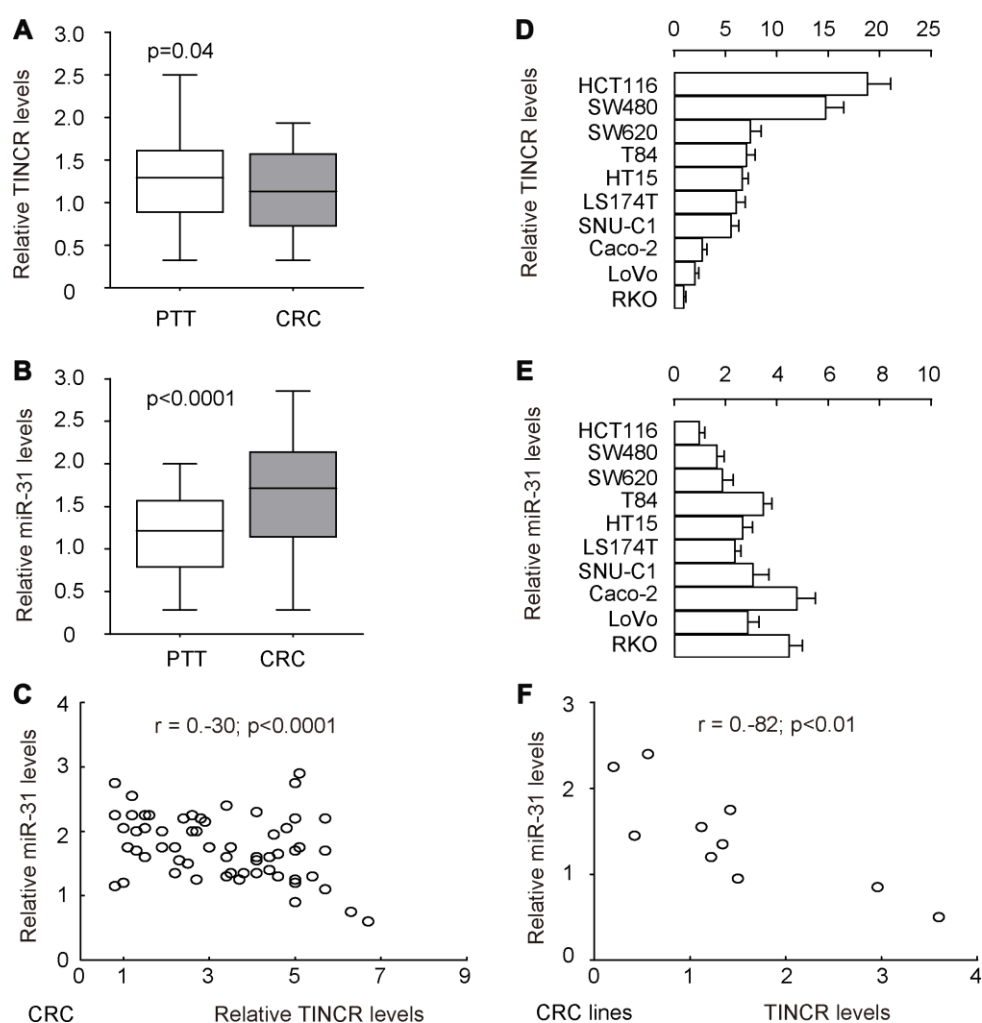 A
Relative TINCR levels
3.0
2.5
2.0
1.5
1.0
0.5
0
p=0.04
PTT CRC
B
Relative miR-31 levels
3.0
2.5
2.0
1.5
1.0
0.5
0
p<0.0001
PTT CRC
C
Relative miR-31 levels
4
3
2
1
0
r = 0.-30; p<0.0001
0 1 3 5 7 9
CRC Relative TINCR levels
D
Relative TINCR levels
0 5 10 15 20 25
HCT116
SW480
SW620
T84
HT15
LS174T
SNU-C1
Caco-2
LoVo
RKO
E
Relative miR-31 levels
0 2 4 6 8 10
HCT116
SW480
SW620
T84
HT15
LS174T
SNU-C1
Caco-2
LoVo
RKO
F
Relative miR-31 levels
3
2
1
0
r = 0.-82; p<0.01
0 1 2 3 4
CRC lines TINCR levels